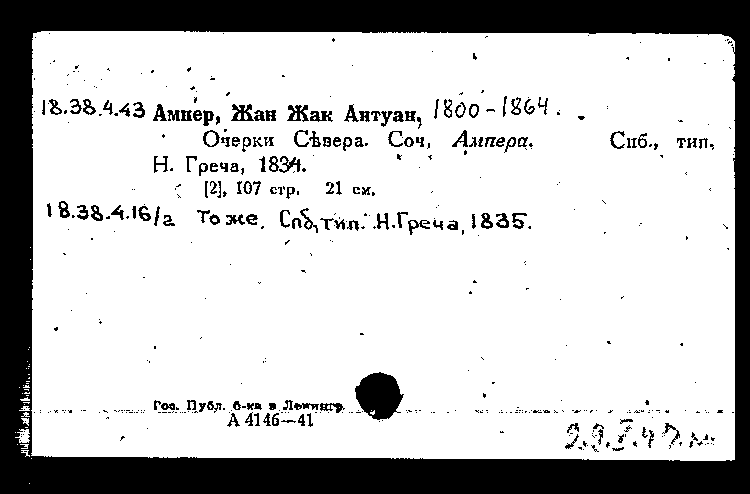 18.38.4.43 Ампер, Жан Жак Антуан, 1800-1864.
Очерки Сѣвера. Соч. Ампера. Спб., тип.
Н. Греча, 1834.
[2], 107 стр. 21 см.
18.38.4.16/а То же. Спб, тип. Н. Греча, 1835.
Гос. Публ. б-ка в Ленингр.
А 4146—41